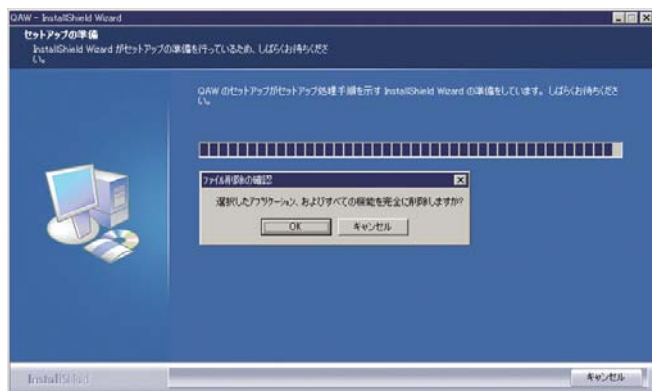 QAW - InstallShield Wizard
セットアップの準備
InstallShield Wizard がセットアップの準備を行っているため、しばらくお待ちくださ
い。
QAW のセットアップがセットアップ処理手順を示す InstallShield Wizard の準備をしています。しばらくお待ちくださ
い。
ファイル削除の確認
選択したアプリケーション、およびすべての機能を完全に削除しますか?
OK
キャンセル
InstallShield
キャンセル